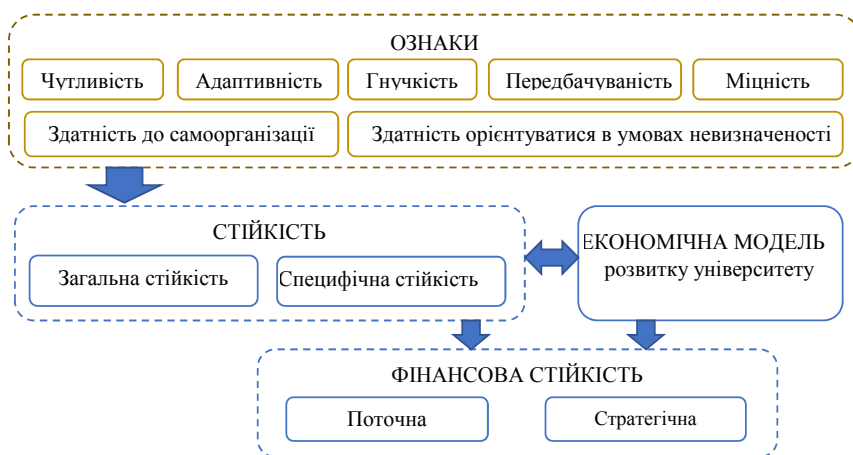 ОЗНАКИ
Чутливість
Адаптивність
Гнучкість
Передбачуваність
Міцність
Здатність до самоорганізації
Здатність орієнтуватися в умовах невизначеності
СТІЙКІСТЬ
Загальна стійкість
Специфічна стійкість
ЕКОНОМІЧНА МОДЕЛЬ
розвитку університету
ФІНАНСОВА СТІЙКІСТЬ
Поточна
Стратегічна